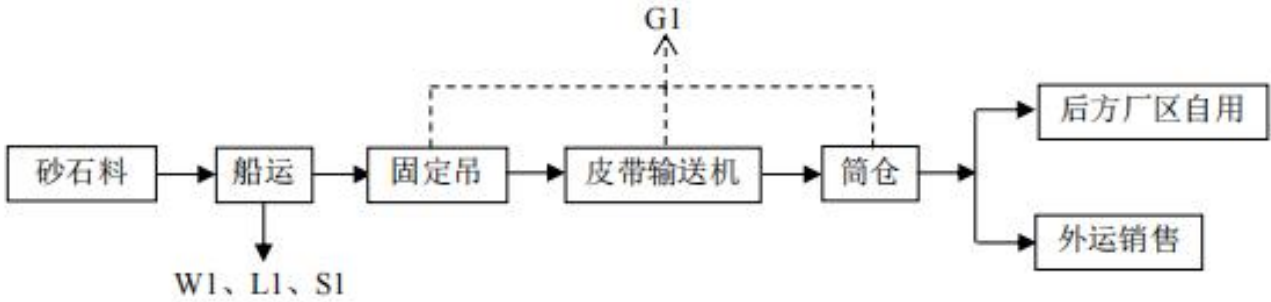 G1
后方厂区自用
砂石料
船运
固定吊
皮带输送机
筒仓
外运销售
W1、L1、S1